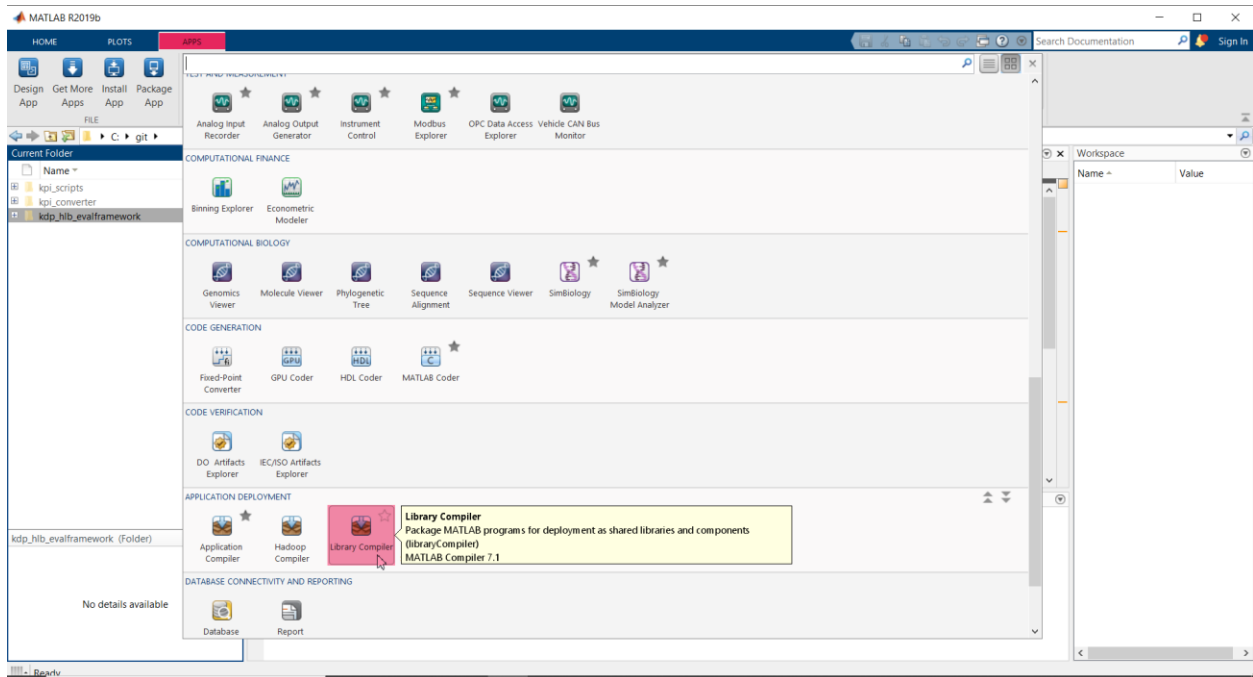 MATLAB R2019b
HOME PLOTS APPS
Search Documentation
Sign In
Design App
Get More Apps
Install App
Package App
FILE
C: git
Current Folder
Name
kpi_scripts
kpi_converter
kdp_hlb_evalframework
kdp_hlb_evalframework (Folder)
No details available
TEST AND MEASUREMENT
Analog Input Recorder
Analog Output Generator
Instrument Control
Modbus Explorer
OPC Data Access Explorer
Vehicle CAN Bus Monitor
COMPUTATIONAL FINANCE
Binning Explorer
Econometric Modeler
COMPUTATIONAL BIOLOGY
Genomics Viewer
Molecule Viewer
Phylogenetic Tree
Sequence Alignment
Sequence Viewer
SimBiology
SimBiology Model Analyzer
CODE GENERATION
Fixed-Point Converter
GPU Coder
HDL Coder
MATLAB Coder
CODE VERIFICATION
DO Artifacts Explorer
IEC/ISO Artifacts Explorer
APPLICATION DEPLOYMENT
Application Compiler
Hadoop Compiler
Library Compiler
Library Compiler
Package MATLAB programs for deployment as shared libraries and components
(libraryCompiler)
MATLAB Compiler 7.1
DATABASE CONNECTIVITY AND REPORTING
Database
Report
Workspace
Name Value
Ready